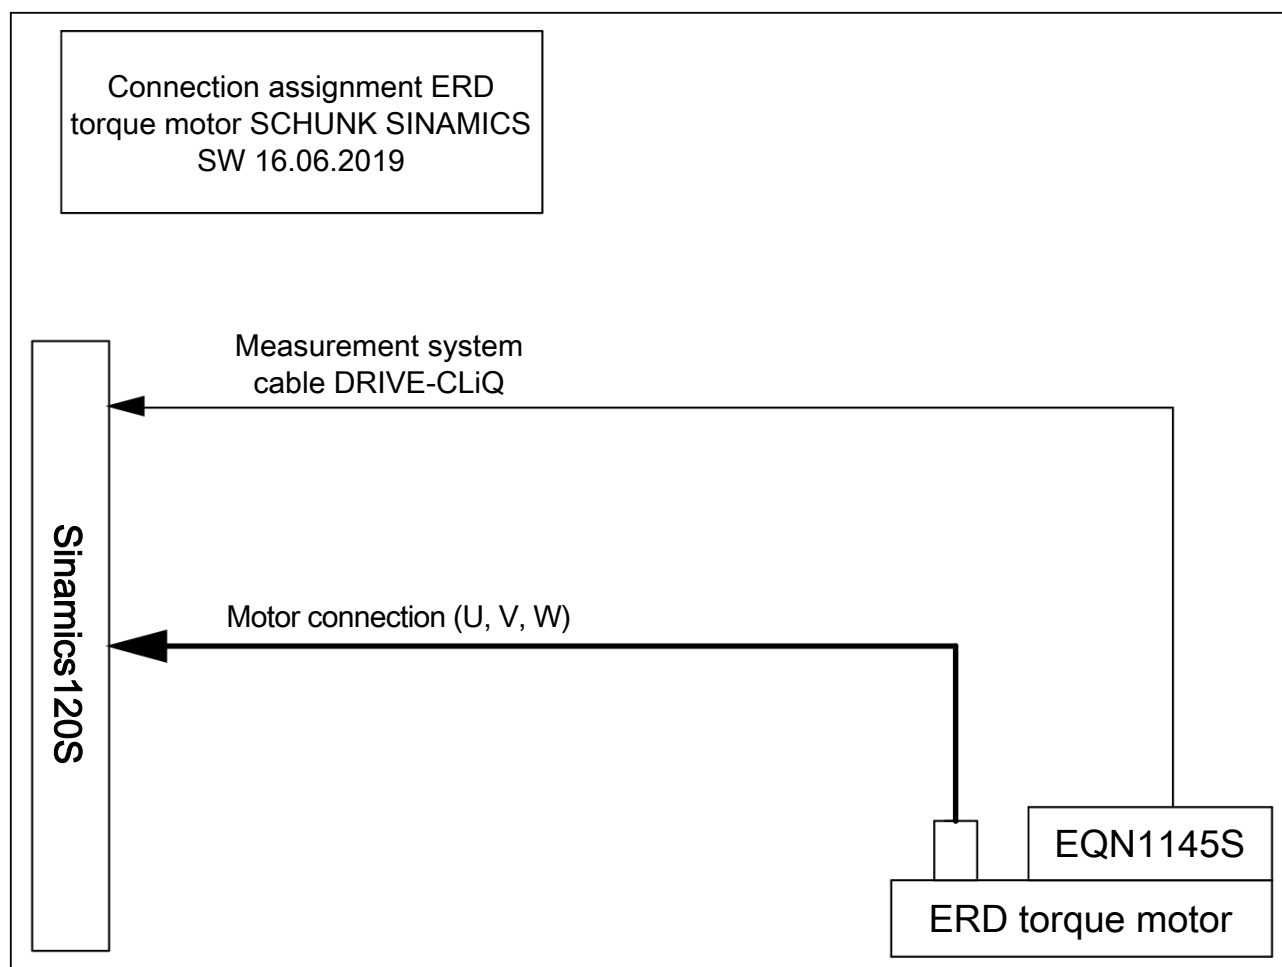 Connection assignment ERD
torque motor SCHUNK SINAMICS
SW 16.06.2019
Measurement system
cable DRIVE-CLiQ
Sinamics120S
Motor connection (U, V, W)
EQN1145S
ERD torque motor